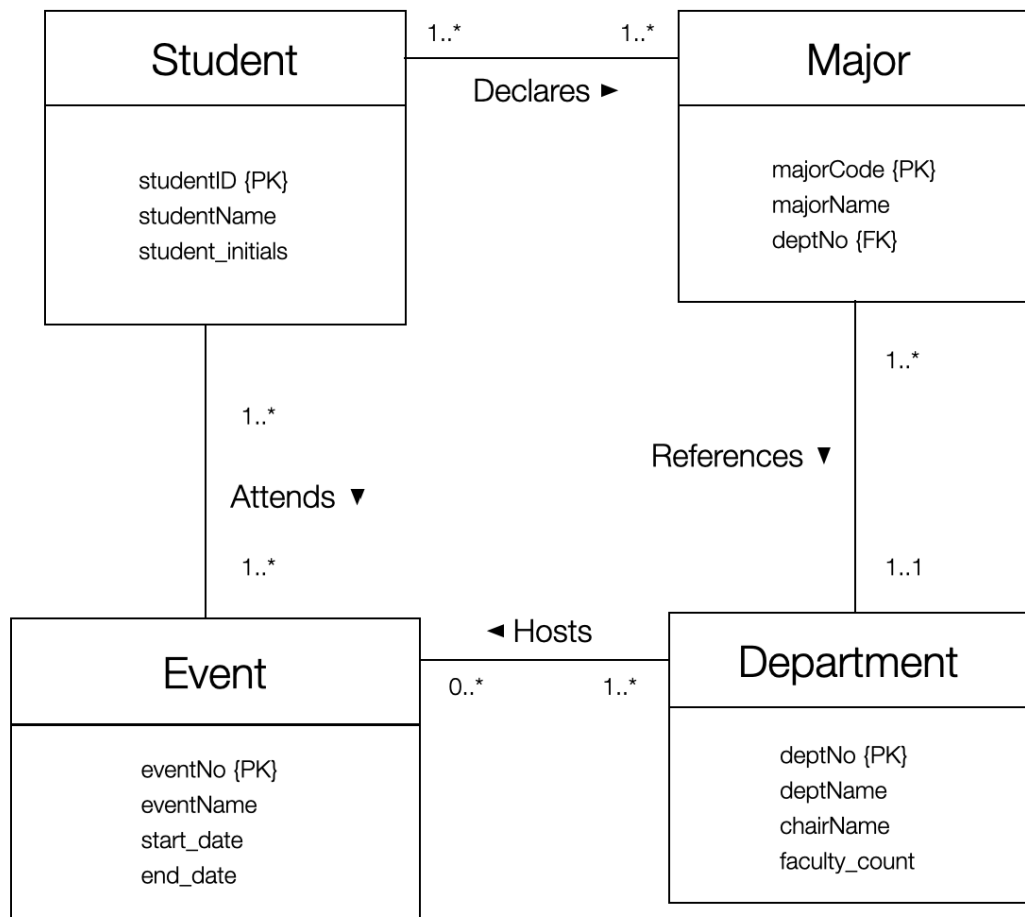 Student
studentID {PK}
studentName
student_initials
1..*
1..*
Declares ►
Major
majorCode {PK}
majorName
deptNo {FK}
1..*
Attends ▼
1..*
1..*
References ▼
1..1
Event
eventNo {PK}
eventName
start_date
end_date
◄ Hosts
0..*
1..*
Department
deptNo {PK}
deptName
chairName
faculty_count